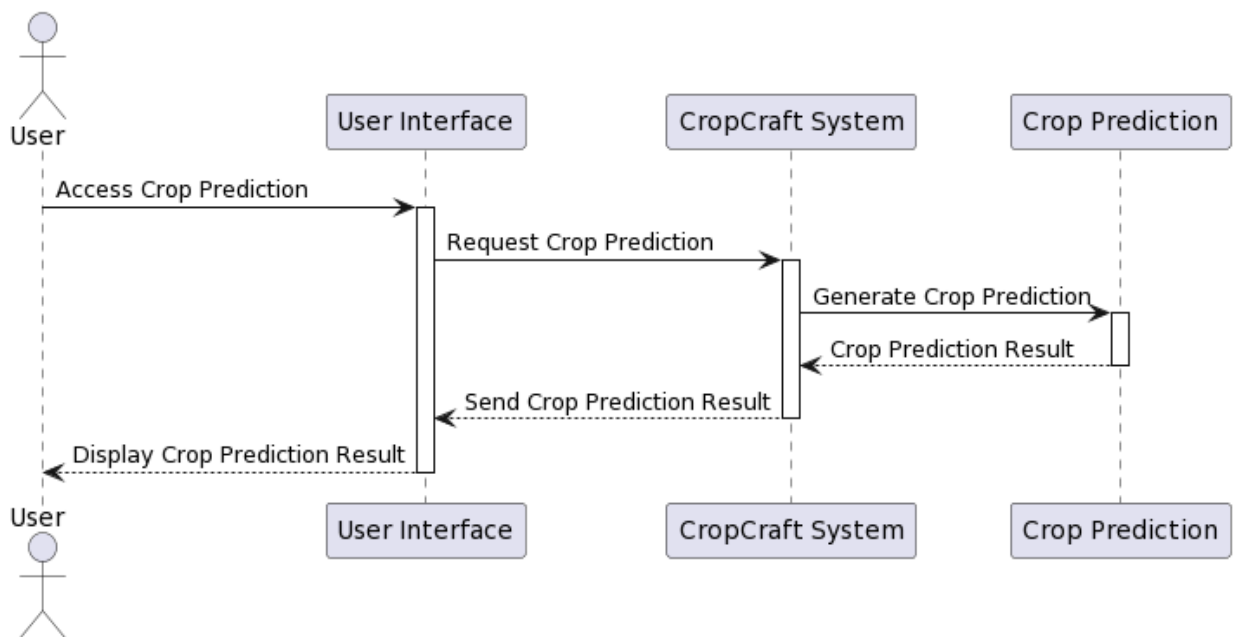 User
User Interface
CropCraft System
Crop Prediction
Access Crop Prediction
Request Crop Prediction
Generate Crop Prediction
Crop Prediction Result
Send Crop Prediction Result
Display Crop Prediction Result
User
User Interface
CropCraft System
Crop Prediction